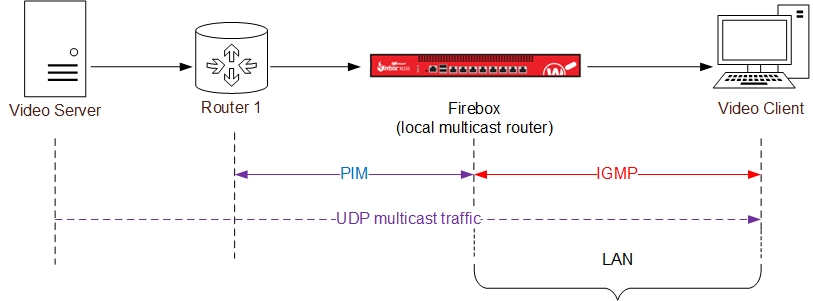 Video Server
Router 1
Firebox
(local multicast router)
Video Client
PIM
IGMP
UDP multicast traffic
LAN